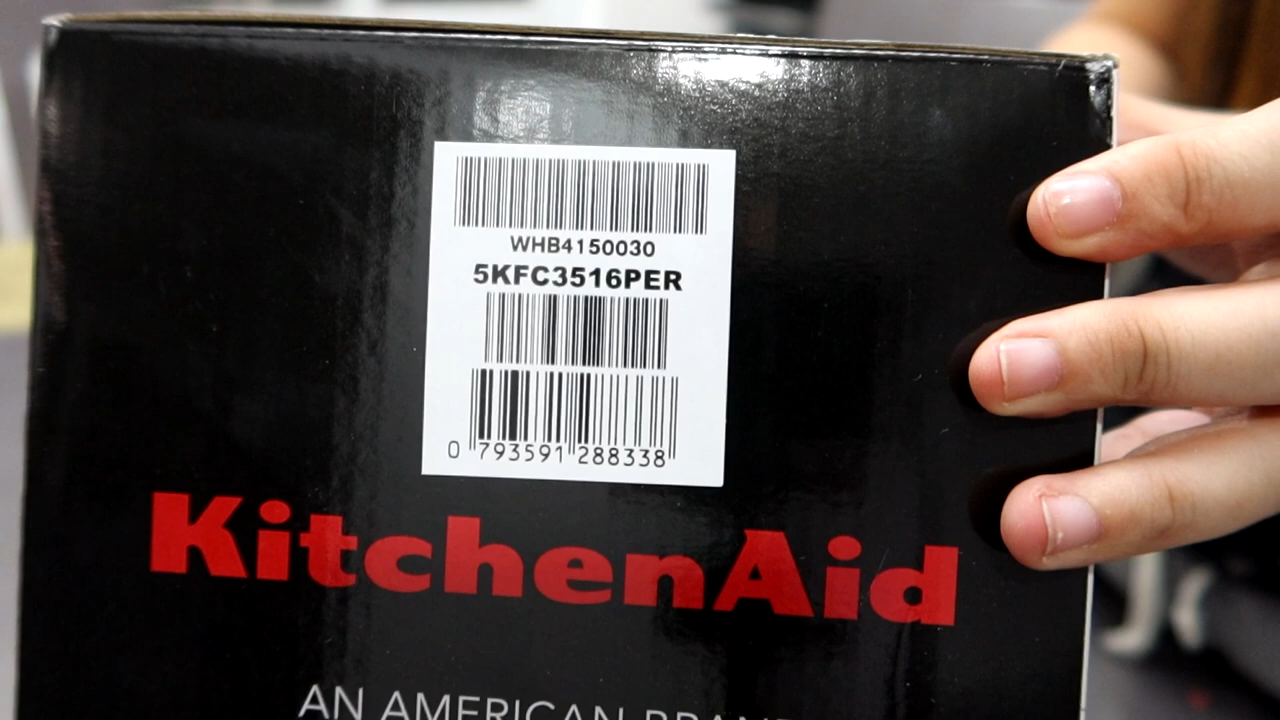 WHB4150030
5KFC3516PER
0 793591 288338
KitchenAid
AN AMERICAN BRAND